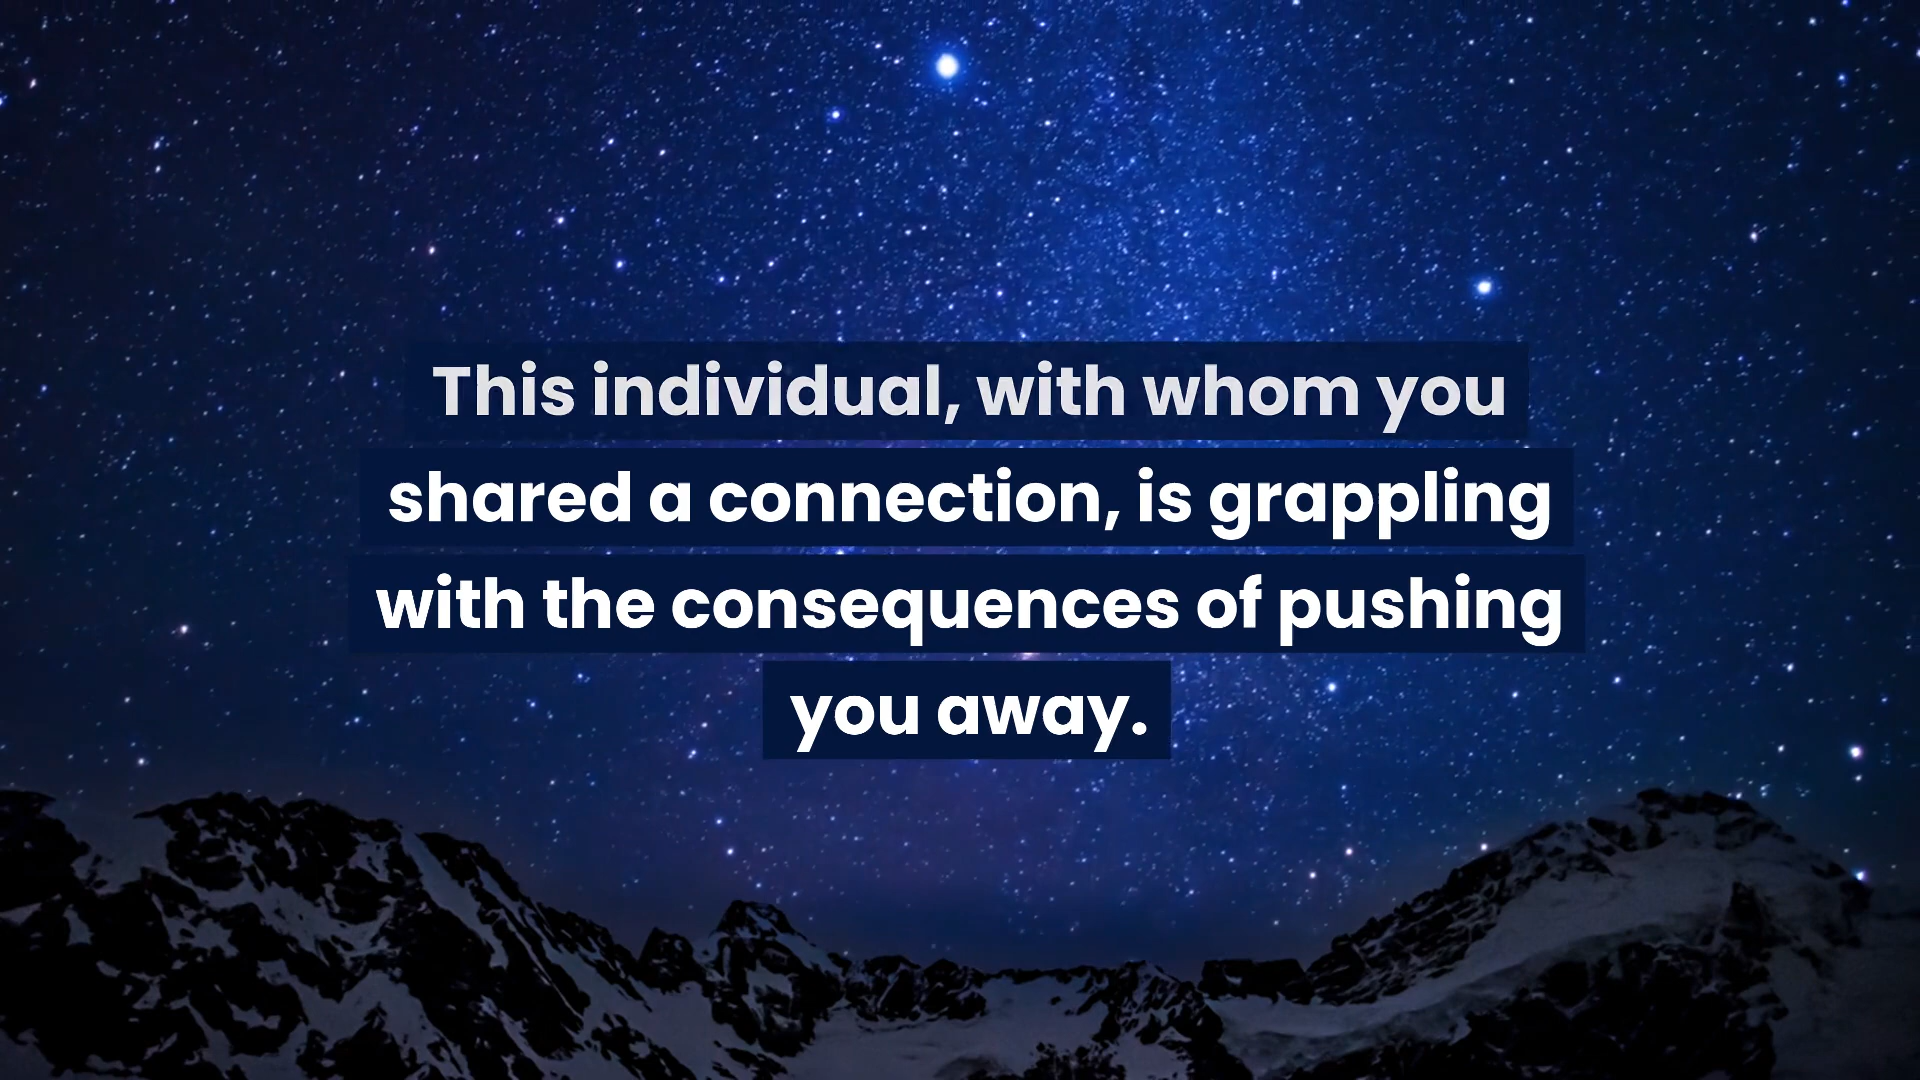 This individual, with whom you
shared a connection, is grappling
with the consequences of pushing
you away.